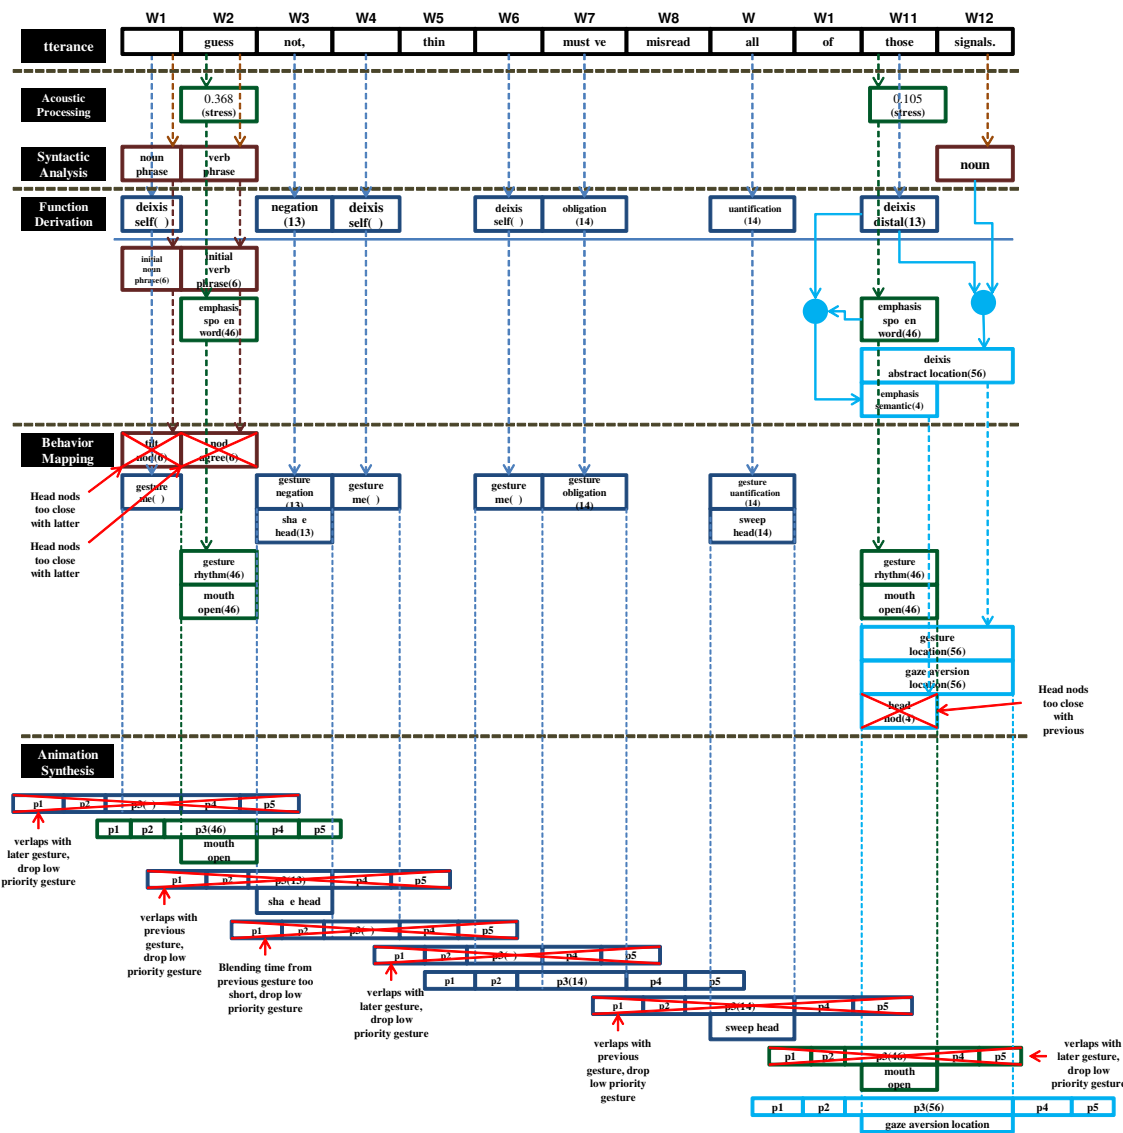 W1 W2 W3 W4 W5 W6 W7 W8 W W1 W11 W12
tterance guess not, thin must ve misread all of those signals.
Acoustic
Processing
0.368
(stress)
0.105
(stress)
Syntactic
Analysis
noun
phrase
verb
phrase
noun
Function
Derivation
deixis
self( )
negation
(13)
deixis
self( )
deixis
self( )
obligation
(14)
uantification
(14)
deixis
distal(13)
initial
noun
phrase(6)
initial
verb
phrase(6)
emphasis
spo en
word(46)
emphasis
spo en
word(46)
deixis
abstract location(56)
emphasis
semantic(4)
Behavior
Mapping
tilt
nod(6)
nod
agree(6)
Head nods
too close
with latter
Head nods
too close
with latter
gesture
me( )
gesture
negation
(13)
sha e
head(13)
gesture
me( )
gesture
me( )
gesture
obligation
(14)
gesture
uantification
(14)
sweep
head(14)
gesture
rhythm(46)
mouth
open(46)
gesture
rhythm(46)
mouth
open(46)
gesture
location(56)
gaze aversion
location(56)
head
nod(4)
Head nods
too close
with
previous
Animation
Synthesis
p1 p2 p3( ) p4 p5
verlaps with
later gesture,
drop low
priority gesture
p1 p2 p3(46) p4 p5
mouth
open
p1 p2 p3(13) p4 p5
sha e head
verlaps with
previous
gesture,
drop low
priority gesture
p1 p2 p3( ) p4 p5
Blending time from
previous gesture too
short, drop low
priority gesture
p1 p2 p3( ) p4 p5
verlaps with
later gesture,
drop low
priority gesture
p1 p2 p3(14) p4 p5
p1 p2 p3(14) p4 p5
sweep head
verlaps with
previous
gesture, drop
low priority
gesture
p1 p2 p3(46) p4 p5
mouth
open
verlaps with
later gesture,
drop low
priority gesture
p1 p2 p3(56) p4 p5
gaze aversion location